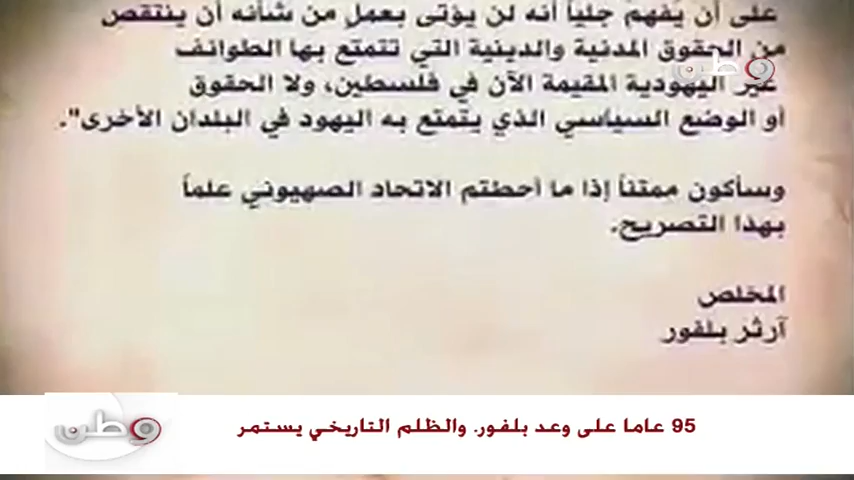 على أن يُفهم جلياً أنه لن يؤتى بعمل من شأنه أن ينتقص
من الحقوق المدنية والدينية التي تتمتع بها الطوائف
غير اليهودية المقيمة الآن في فلسطين، ولا الحقوق
أو الوضع السياسي الذي يتمتع به اليهود في البلدان الأخرى".
وسأكون ممتناً إذا ما أحطتم الاتحاد الصهيوني علماً
بهذا التصريح.
المخلص
آرثر بلفور
وطن
95 عاما على وعد بلفور. والظلم التاريخي يستمر
وطن